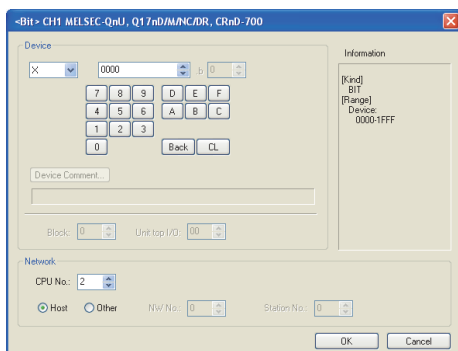 <Bit> CH1 MELSEC-QnU, Q17nD/M/NC/DR, CRnD-700
Device
X 0000 b 0
7 8 9 D E F
4 5 6 A B C
1 2 3
0 Back CL
Device Comment...
Block: 0 Unit top I/O: 00
Information
[Kind]
BIT
[Range]
Device:
0000-1FFF
Network
CPU No.: 2
Host Other NW No.: 0 Station No.: 0
OK Cancel